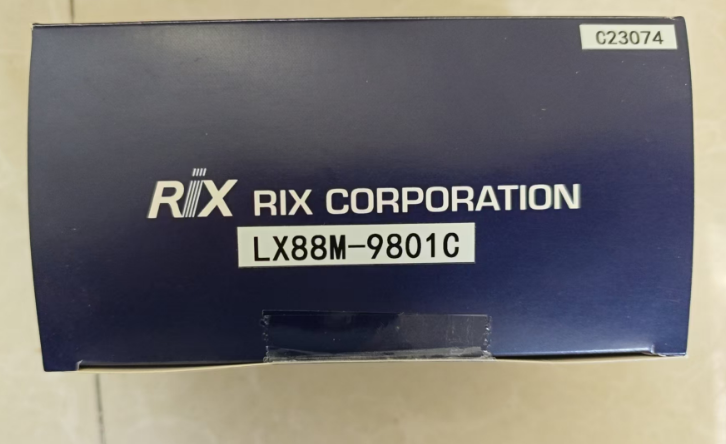 C23074
RiX RIX CORPORATION
LX88M-9801C